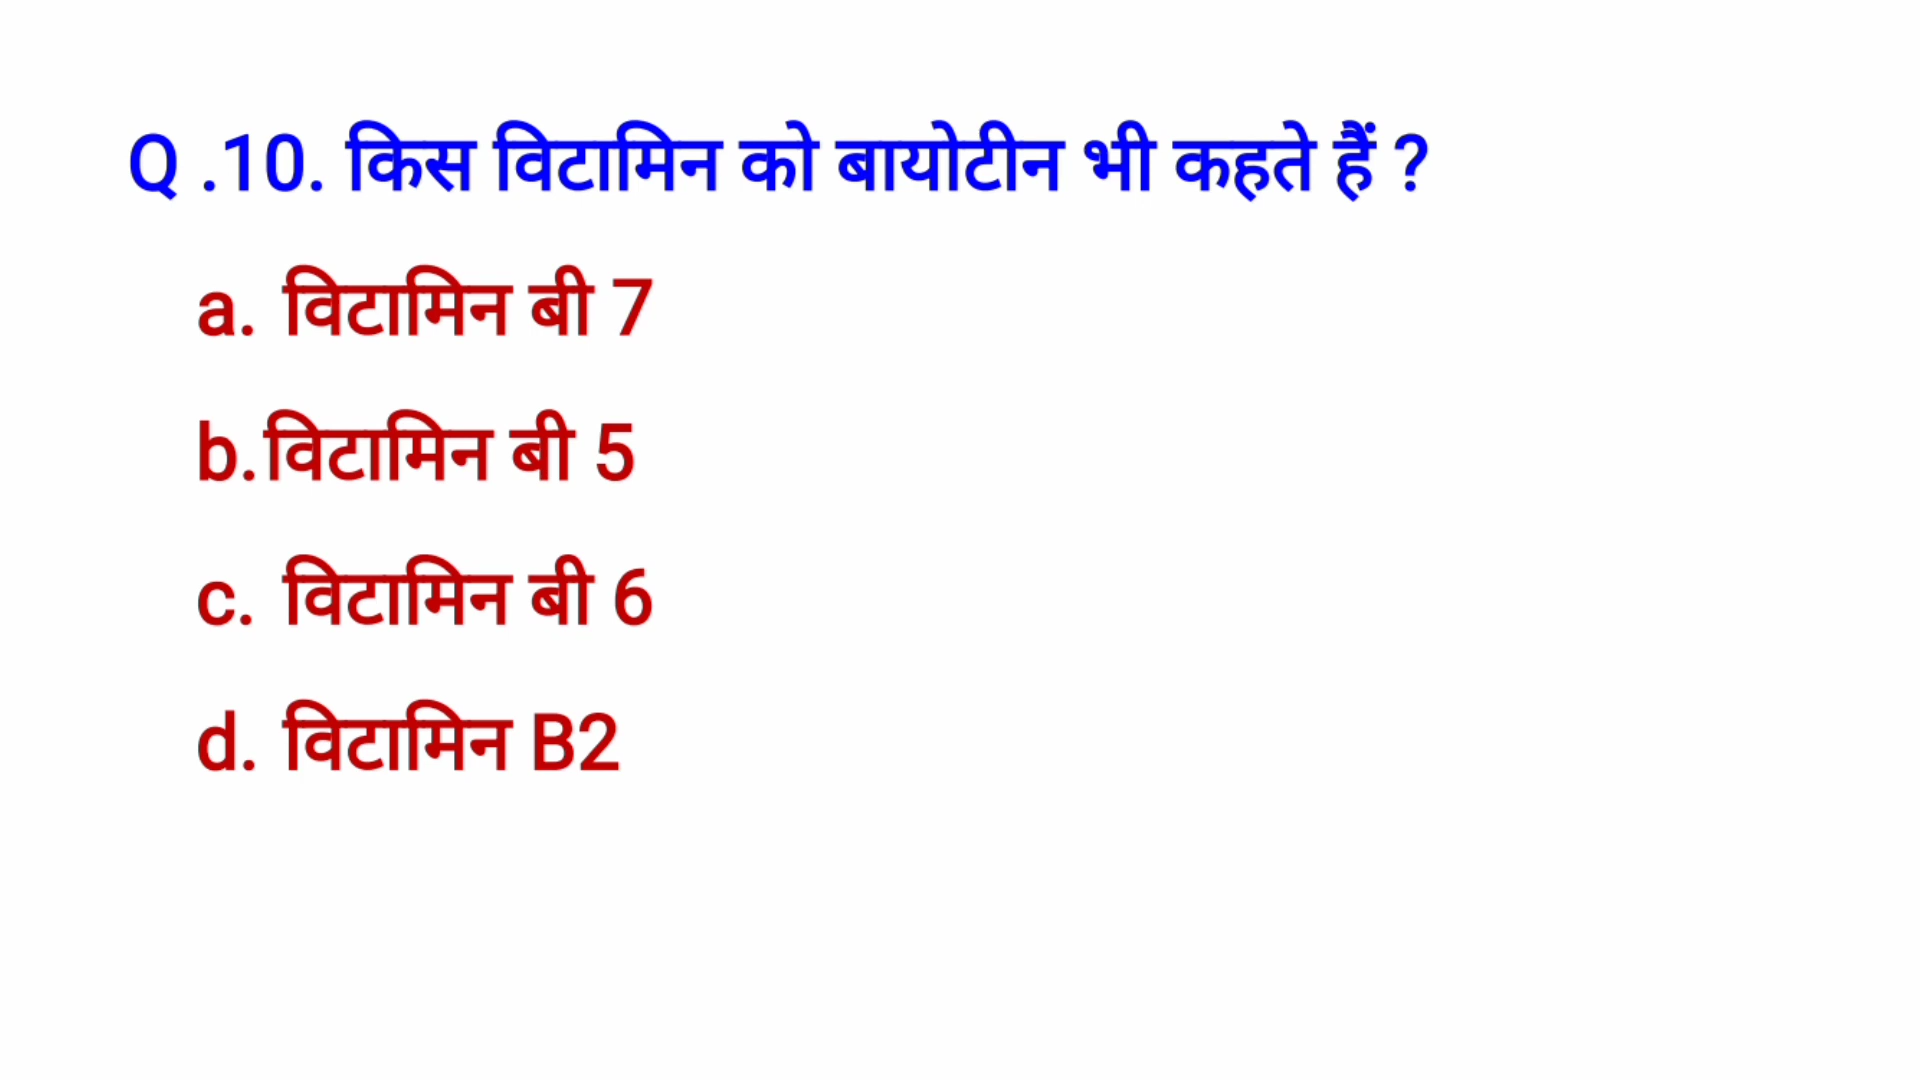 Q .10. किस विटामिन को बायोटीन भी कहते हैं ?
a. विटामिन बी 7
b.विटामिन बी 5
c. विटामिन बी 6
d. विटामिन B2